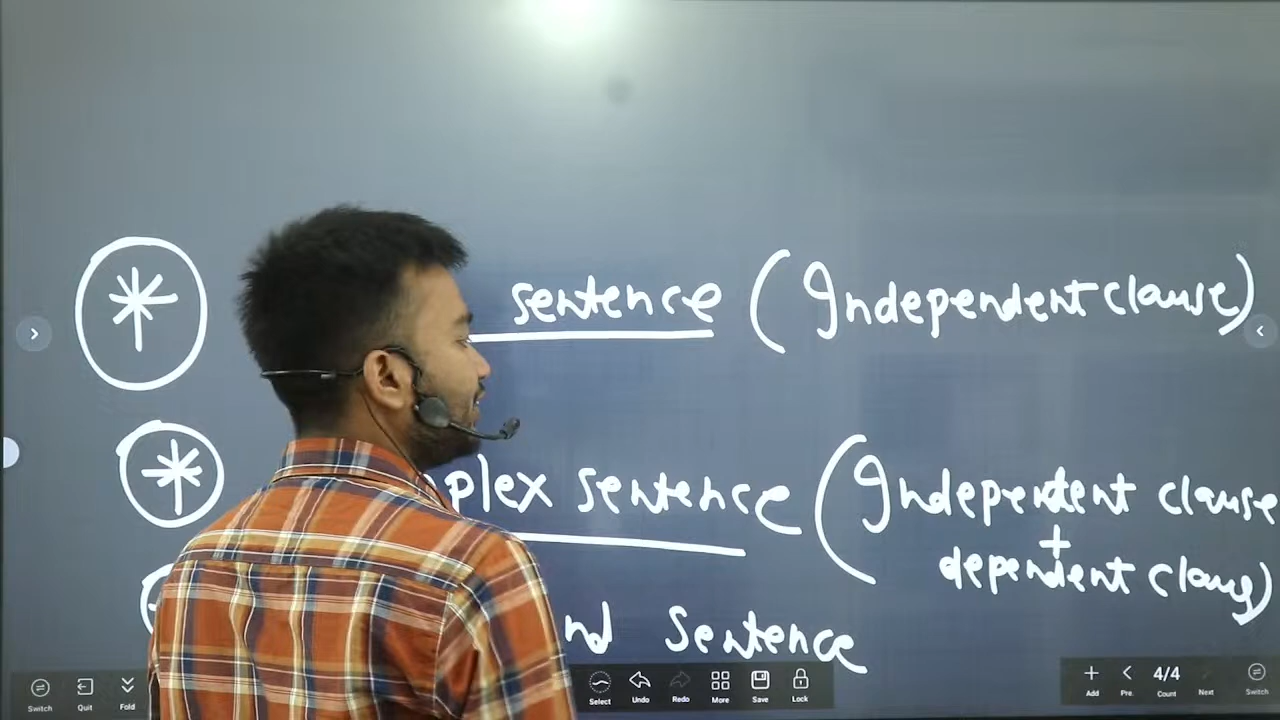 sentence (Independent clause)
plex sentence (Independent clause
+
dependent clause)
nd Sentence
Switch
Quit
Fold
Select
Undo
Redo
More
Save
Lock
Add
Pre.
4/4
Count
Next
Switch